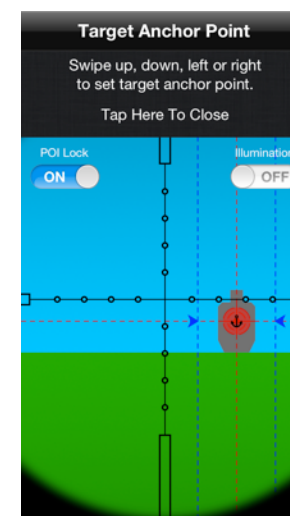 Target Anchor Point
Swipe up, down, left or right
to set target anchor point.
Tap Here To Close
POI Lock
Illumination
ON
OFF